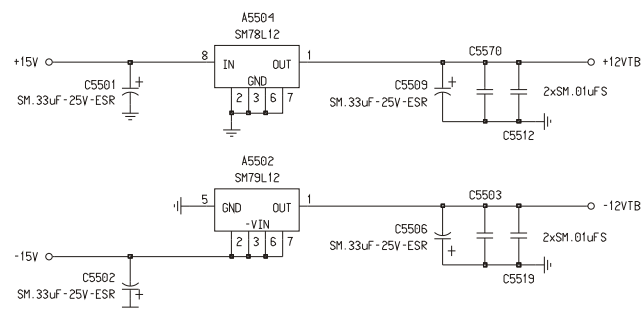 A5504
SM78L12
+15V
8
IN
OUT
GND
1
2 3 6 7
C5501
+
SM.33uF-25V-ESR
C5570
+12VTB
C5509
+
SM.33uF-25V-ESR
2xSM.01uFS
C5512
A5502
SM79L12
5
GND
OUT
-VIN
1
2 3 6 7
C5503
-12VTB
C5506
SM.33uF-25V-ESR
+
2xSM.01uFS
C5519
-15V
C5502
SM.33uF-25V-ESR
+